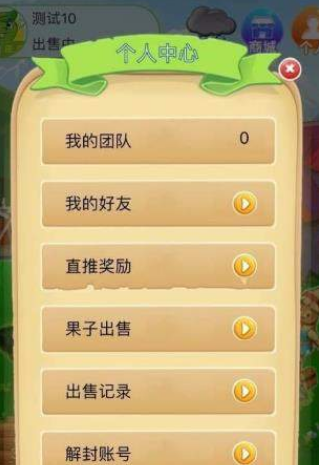 测试10
出售中
商城
个人中心
我的团队 0
我的好友
直推奖励
果子出售
出售记录
解封账号